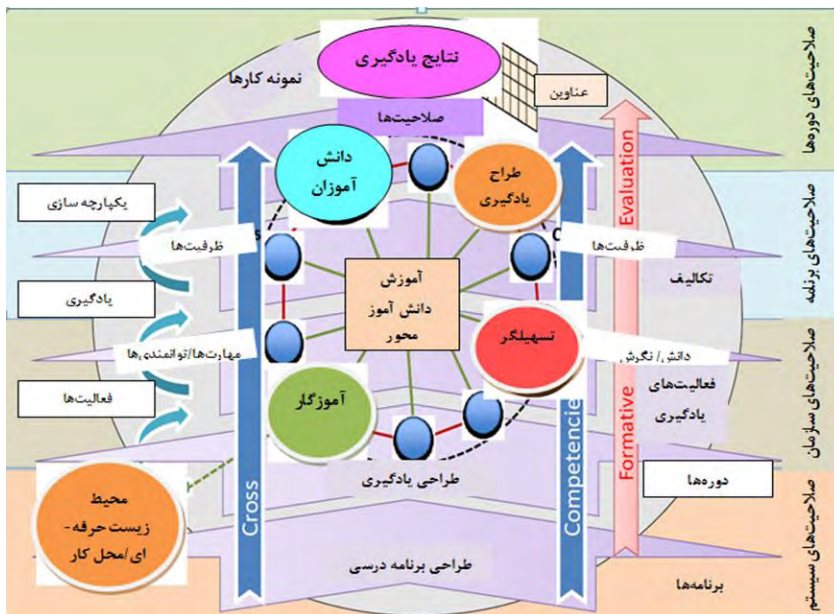 نتایج یادگیری
نمونه کارها
عناوین
صلاحیت‌های دوره‌ها
صلاحیت‌ها
دانش
آموزان
طراح
یادگیری
Evaluation
یکپارچه سازی
ظرفیت‌ها
ظرفیت‌ها
صلاحیت‌های برنامه
آموزش
دانش آموز
محور
تکالیف
یادگیری
تسهیلگر
مهارت‌ها/توانمندی‌ها
دانش/نگرش
فعالیت‌ها
آموزگار
فعالیت‌های
یادگیری
صلاحیت‌های سازمان
Formative
Cross
Competencie
طراحی یادگیری
دوره‌ها
محیط
زیست حرفه-
ای/محل کار
طراحی برنامه درسی
برنامه‌ها
صلاحیت‌های سیستم